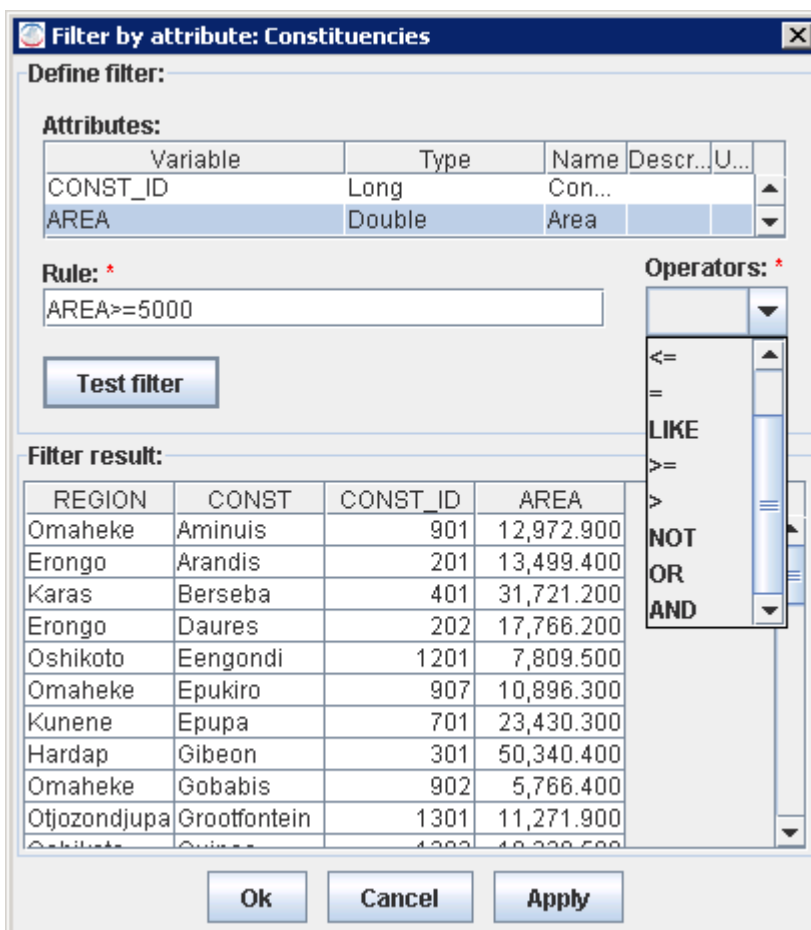 Filter by attribute: Constituencies
Define filter:
Attributes:
Variable Type Name Descr... U...
CONST_ID Long Con...
AREA Double Area
Rule: * Operators: *
AREA>=5000
Test filter
<=
=
LIKE
>=
>
NOT
OR
AND
Filter result:
REGION CONST CONST_ID AREA
Omaheke Aminuis 901 12,972.900
Erongo Arandis 201 13,499.400
Karas Berseba 401 31,721.200
Erongo Daures 202 17,766.200
Oshikoto Eengondi 1201 7,809.500
Omaheke Epukiro 907 10,896.300
Kunene Epupa 701 23,430.300
Hardap Gibeon 301 50,340.400
Omaheke Gobabis 902 5,766.400
Otjozondjupa Grootfontein 1301 11,271.900
Ok Cancel Apply